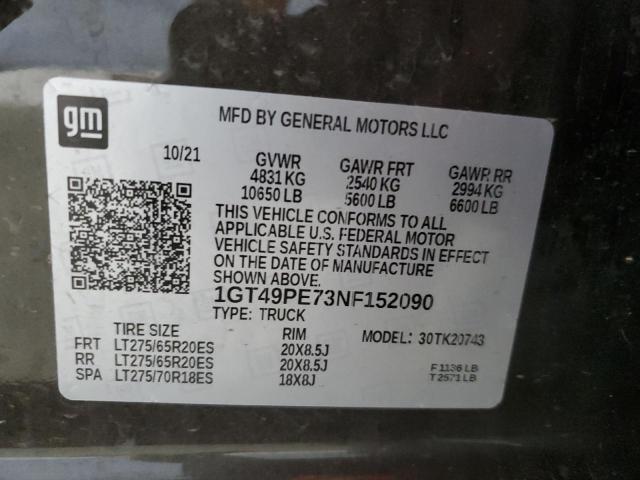 gm
MFD BY GENERAL MOTORS LLC
10/21 GVWR GAWR FRT GAWR RR
4831 KG 2540 KG 2994 KG
10650 LB 5600 LB 6600 LB
THIS VEHICLE CONFORMS TO ALL
APPLICABLE U.S. FEDERAL MOTOR
VEHICLE SAFETY STANDARDS IN EFFECT
ON THE DATE OF MANUFACTURE
SHOWN ABOVE.
1GT49PE73NF152090
TYPE: TRUCK
TIRE SIZE RIM MODEL: 30TK20743
FRT LT275/65R20ES 20X8.5J
RR LT275/65R20ES 20X8.5J F 1136 LB
SPA LT275/70R18ES 18X8J T 2571 LB